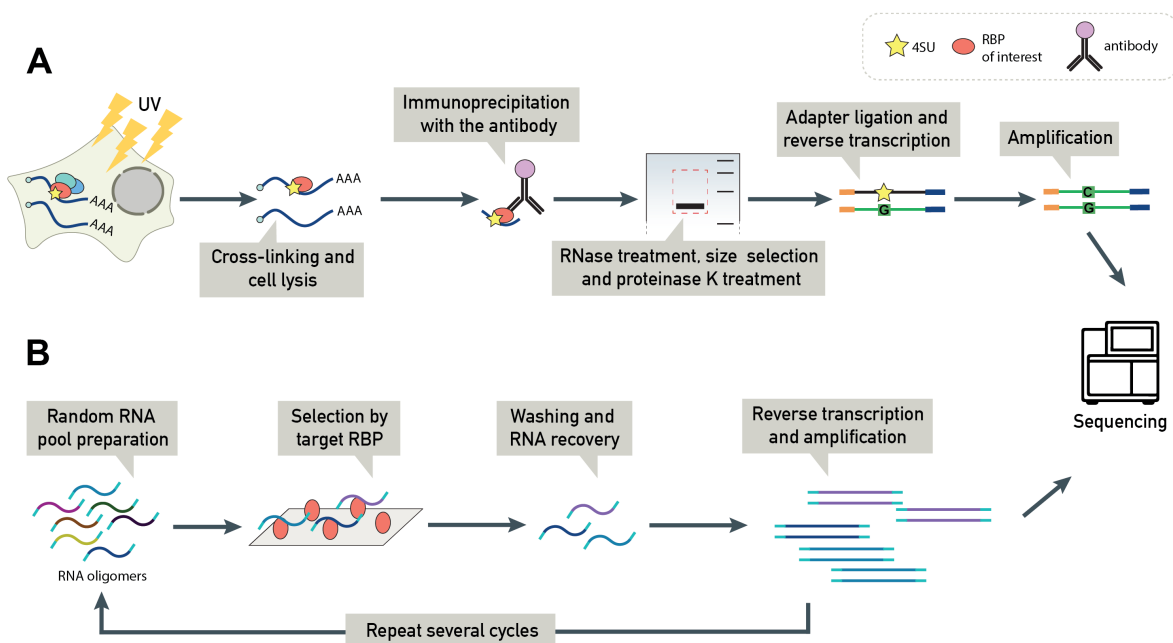 4SU
RBP
of interest
antibody
A
UV
AAA
AAA
AAA
AAA
Cross-linking and
cell lysis
Immunoprecipitation
with the antibody
RNase treatment, size selection
and proteinase K treatment
Adapter ligation and
reverse transcription
G
Amplification
C
G
B
Random RNA
pool preparation
RNA oligomers
Selection by
target RBP
Washing and
RNA recovery
Reverse transcription
and amplification
Sequencing
Repeat several cycles